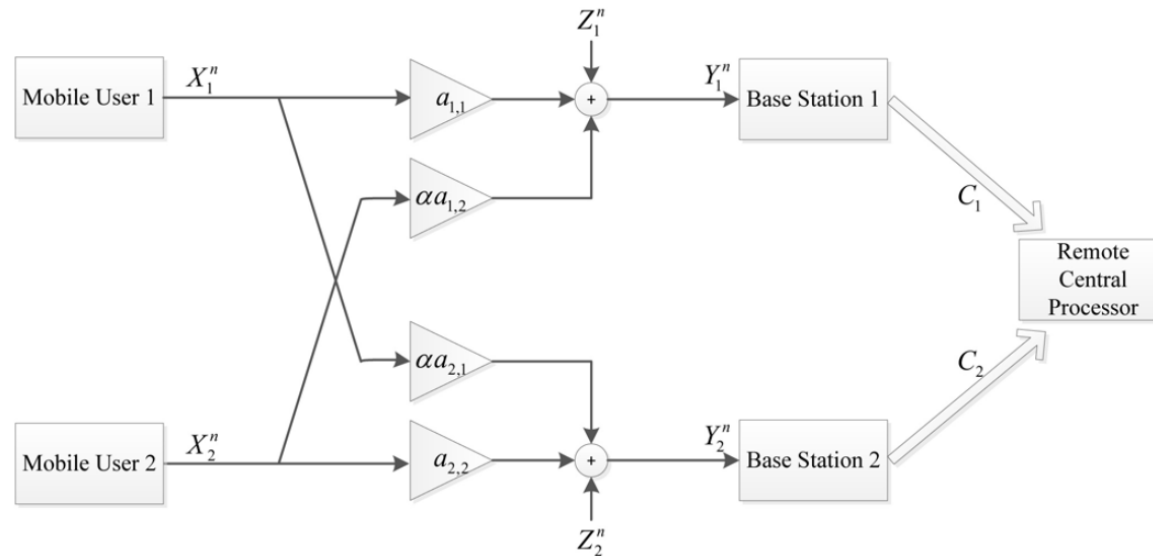 Z_1^n
Mobile User 1
X_1^n
a_{1,1}
+
Y_1^n
Base Station 1
αa_{1,2}
C_1
Remote
Central
Processor
αa_{2,1}
C_2
Mobile User 2
X_2^n
a_{2,2}
+
Y_2^n
Base Station 2
Z_2^n